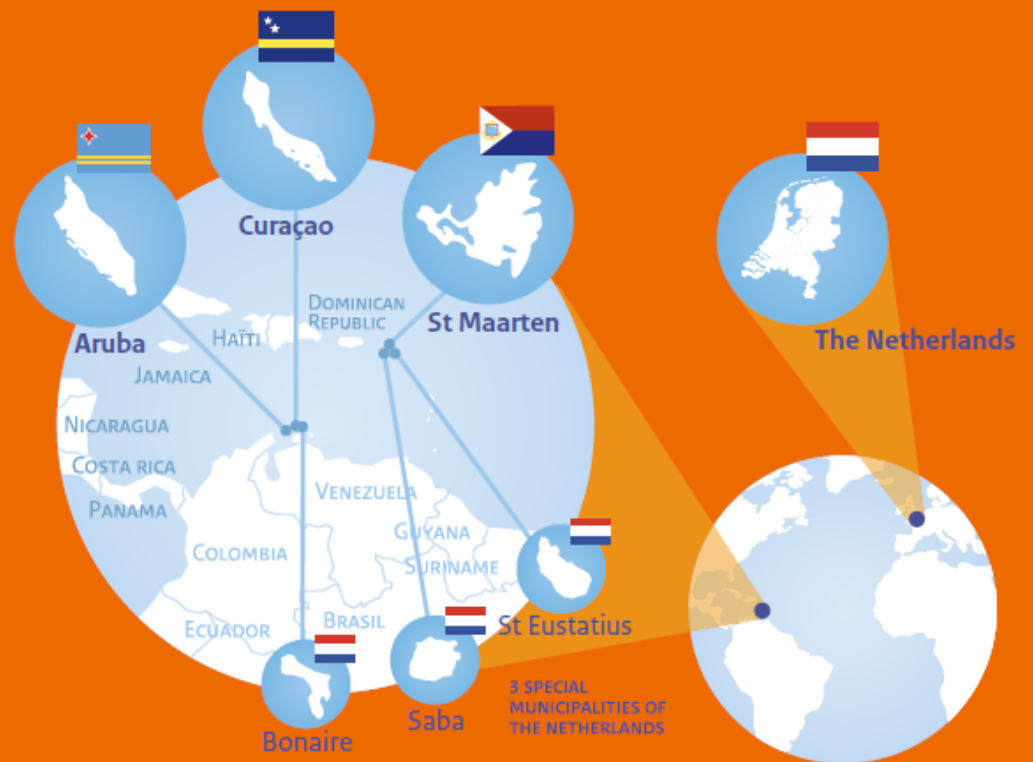 Curaçao
Aruba
St Maarten
The Netherlands
DOMINICAN
REPUBLIC
HAÏTI
JAMAICA
NICARAGUA
COSTA RICA
PANAMA
VENEZUELA
GUYANA
SURINAME
COLOMBIA
BRASIL
ECUADOR
St Eustatius
Saba
Bonaire
3 SPECIAL
MUNICIPALITIES OF
THE NETHERLANDS